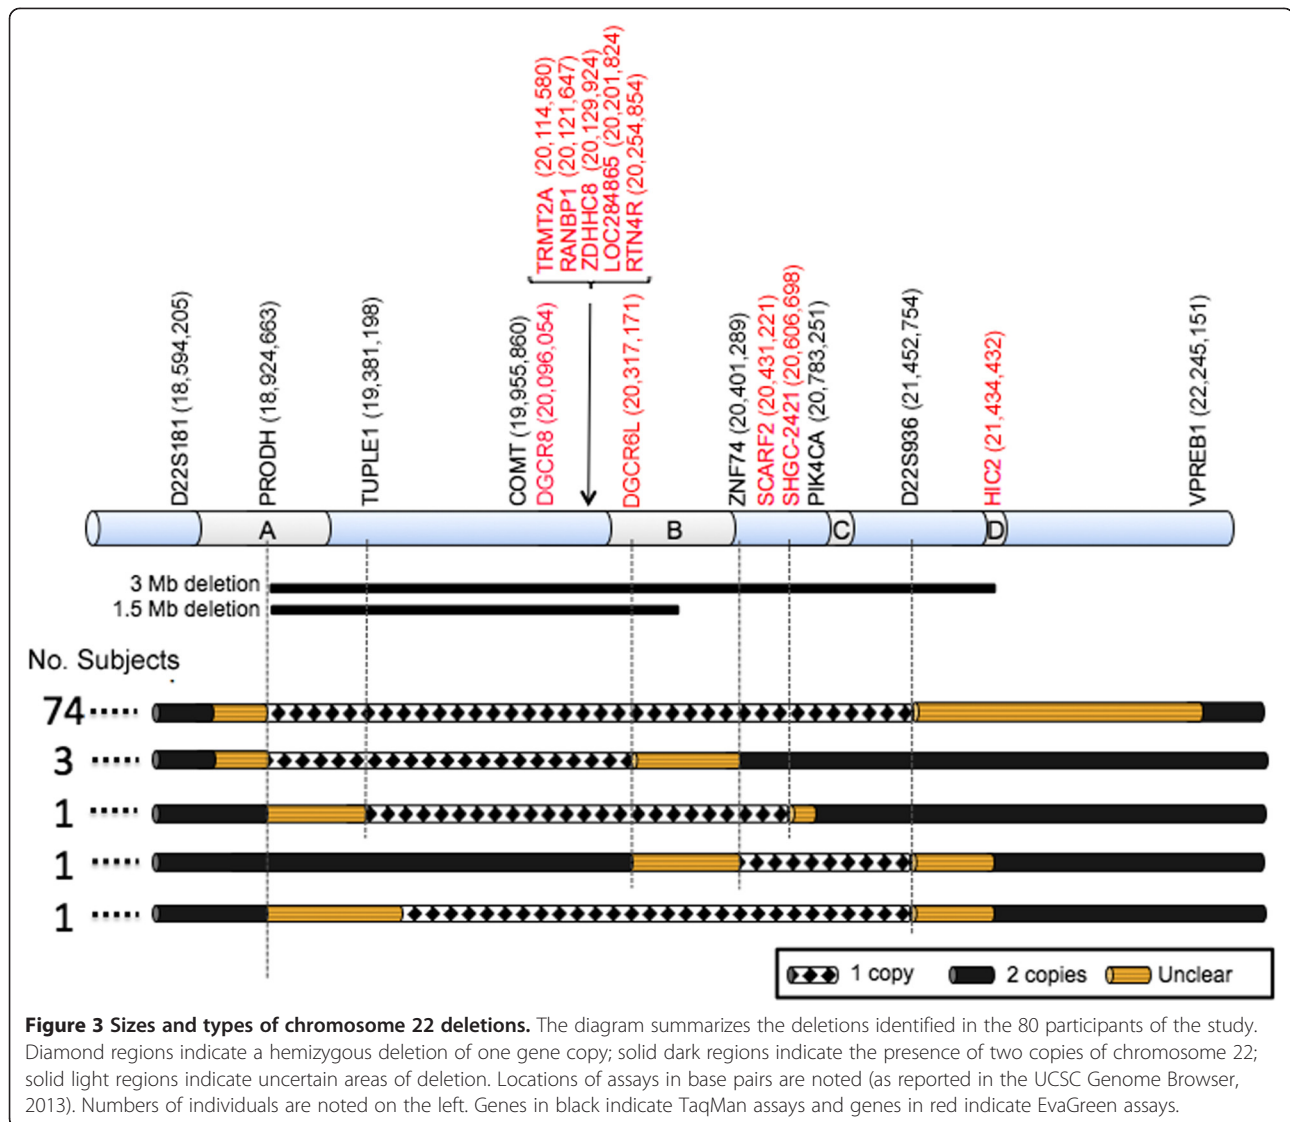 TRMT2A (20,114,580)
RANBP1 (20,121,647)
ZDHHC8 (20,129,924)
LOC284865 (20,201,824)
RTN4R (20,254,854)
D22S181 (18,594,205)
PRODH (18,924,663)
TUPLE1 (19,381,198)
COMT (19,955,860)
DGCR8 (20,096,054)
DGCR6L (20,317,171)
ZNF74 (20,401,289)
SCARF2 (20,431,221)
SHGC-2421 (20,606,698)
PIK4CA (20,783,251)
D22S936 (21,452,754)
HIC2 (21,434,432)
VPREB1 (22,245,151)
A B C D
3 Mb deletion
1.5 Mb deletion
No. Subjects
74
3
1
1
1
1 copy 2 copies Unclear
Figure 3 Sizes and types of chromosome 22 deletions. The diagram summarizes the deletions identified in the 80 participants of the study.
Diamond regions indicate a hemizygous deletion of one gene copy; solid dark regions indicate the presence of two copies of chromosome 22;
solid light regions indicate uncertain areas of deletion. Locations of assays in base pairs are noted (as reported in the UCSC Genome Browser,
2013). Numbers of individuals are noted on the left. Genes in black indicate TaqMan assays and genes in red indicate EvaGreen assays.